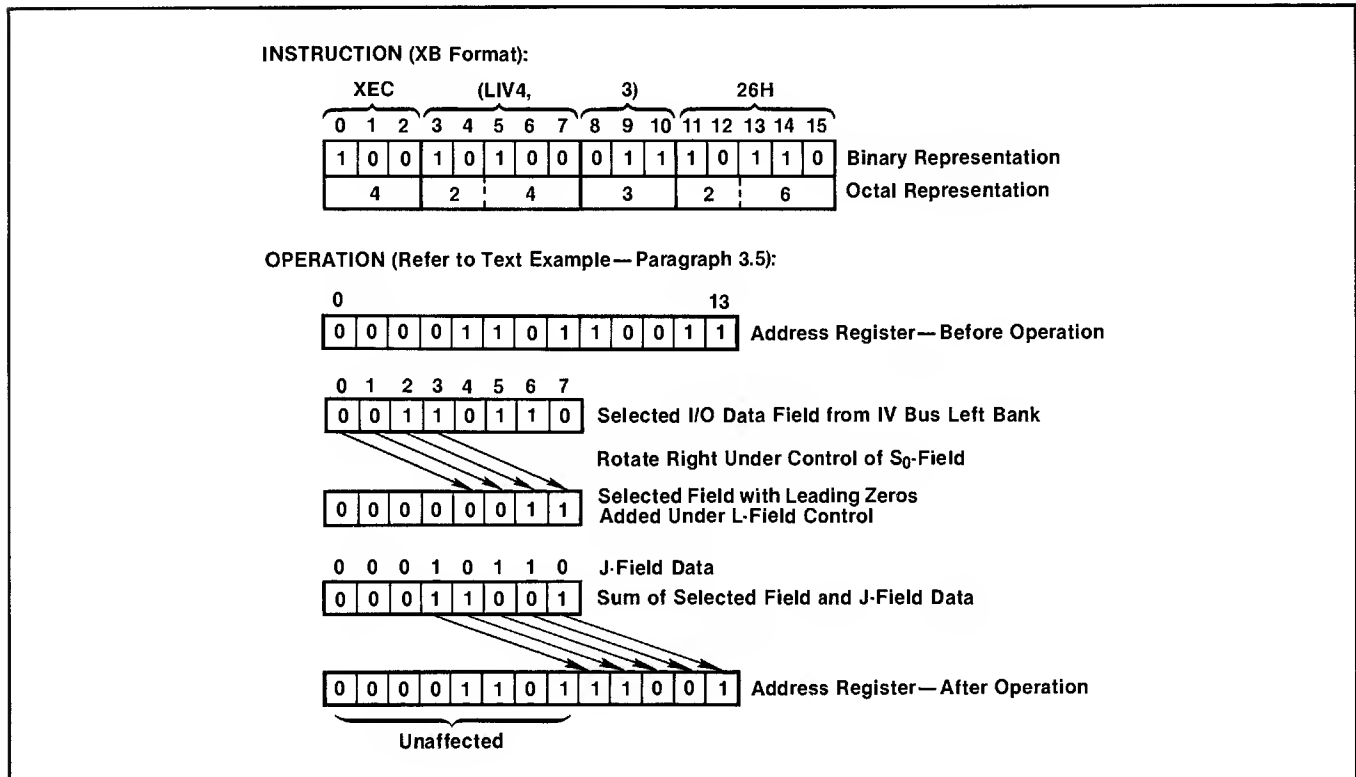 INSTRUCTION (XB Format):
XEC (LIV4, 3) 26H
0 1 2 3 4 5 6 7 8 9 10 11 12 13 14 15
1 0 0 1 0 1 0 0 0 1 1 1 0 1 1 0 Binary Representation
4 2 4 3 2 6 Octal Representation
OPERATION (Refer to Text Example—Paragraph 3.5):
0 13
0 0 0 0 1 1 0 1 1 0 0 1 1 Address Register—Before Operation
0 1 2 3 4 5 6 7
0 0 1 1 0 1 1 0 Selected I/O Data Field from IV Bus Left Bank
Rotate Right Under Control of S0-Field
Selected Field with Leading Zeros
0 0 0 0 0 0 1 1 Added Under L-Field Control
0 0 0 1 0 1 1 0 J-Field Data
0 0 0 1 1 0 0 1 Sum of Selected Field and J-Field Data
0 0 0 0 1 1 0 1 1 1 0 0 1 Address Register—After Operation
Unaffected